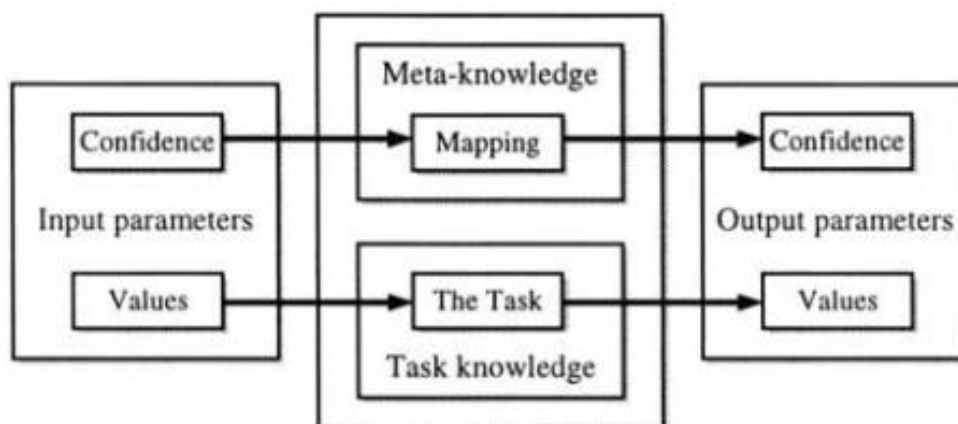 Meta-knowledge
Confidence
Mapping
Confidence
Input parameters
Output parameters
Values
The Task
Values
Task knowledge